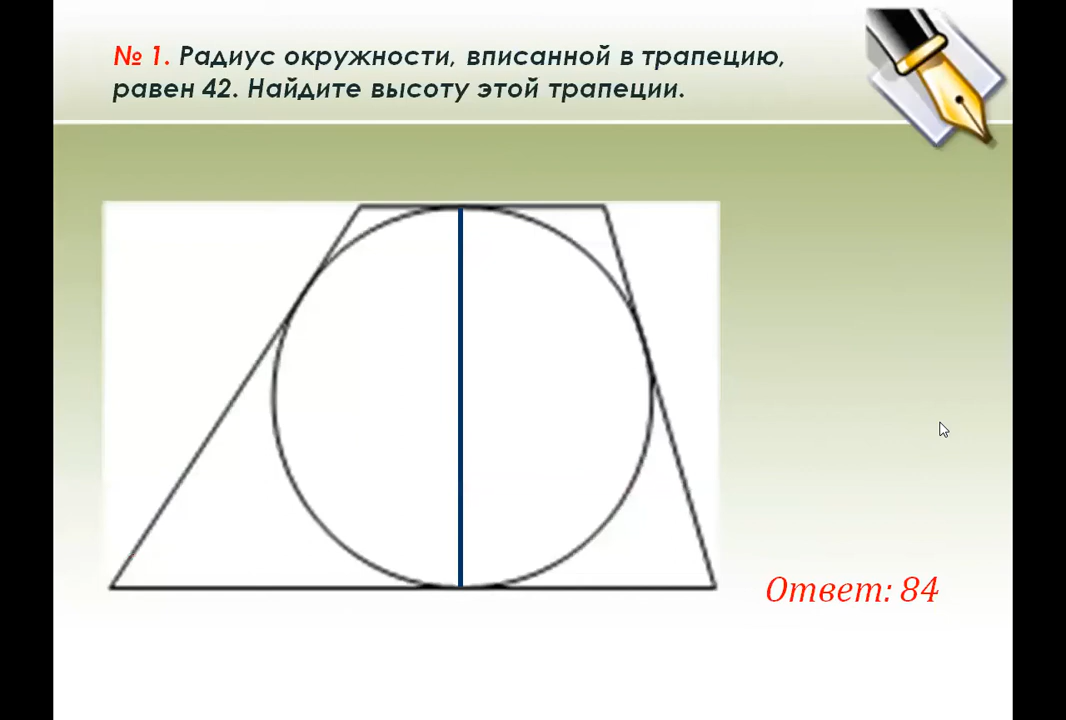 № 1. Радиус окружности, вписанной в трапецию,
равен 42. Найдите высоту этой трапеции.
Ответ: 84